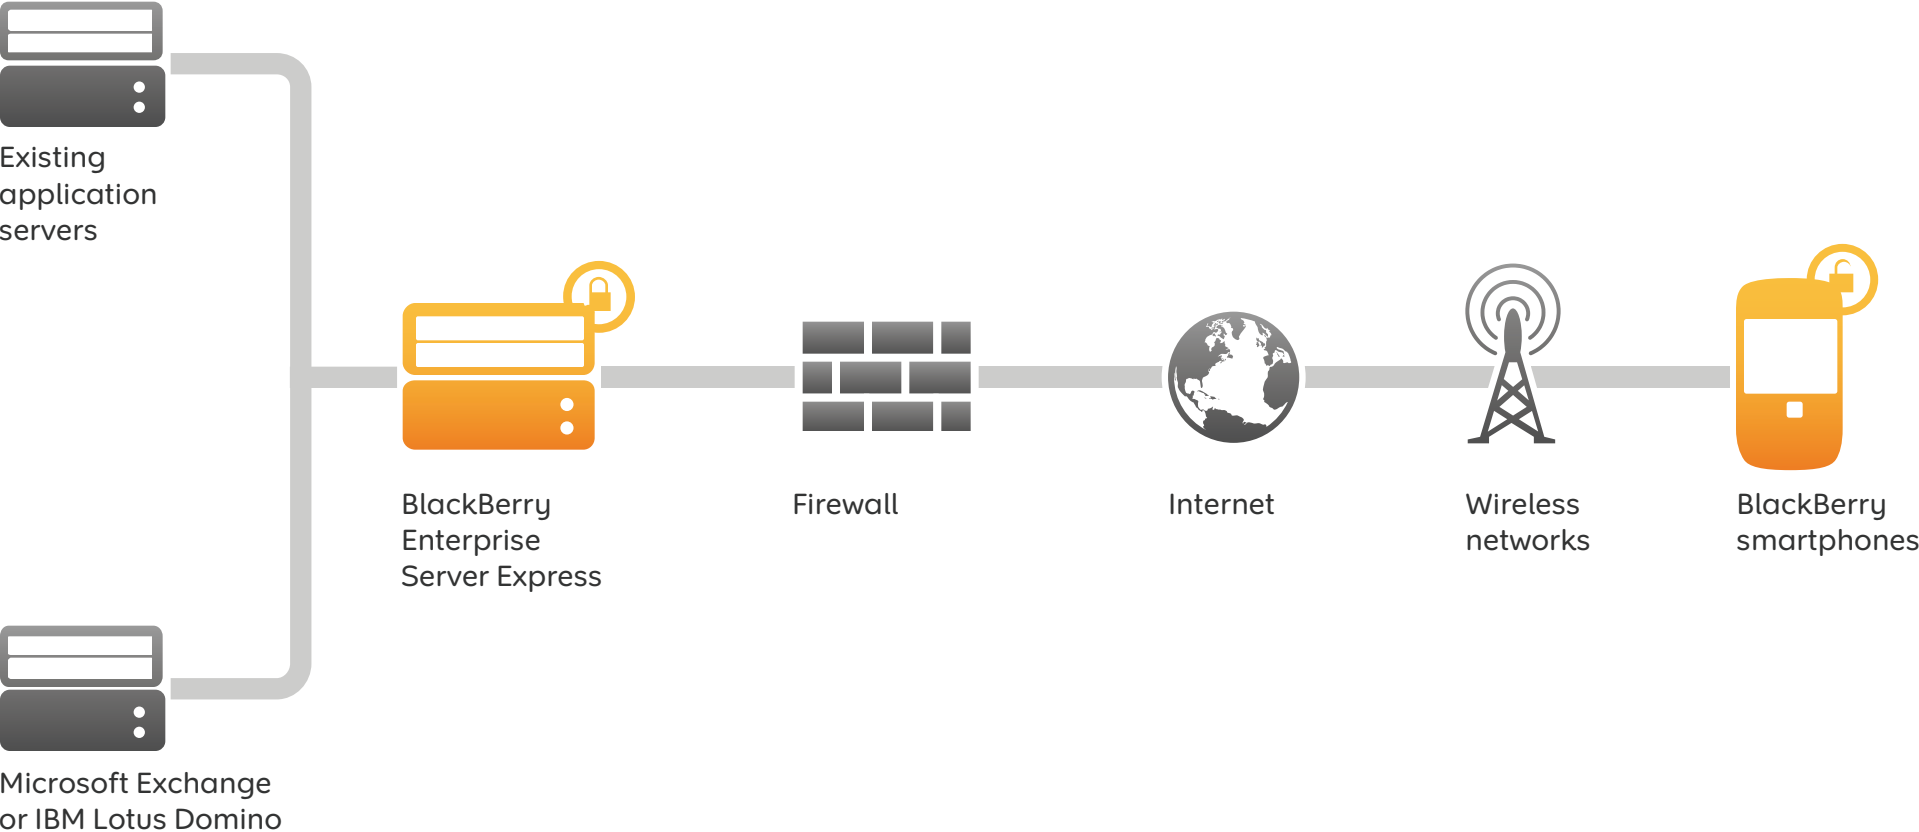 Existing
application
servers
BlackBerry
Enterprise
Server Express
Firewall
Internet
Wireless
networks
BlackBerry
smartphones
Microsoft Exchange
or IBM Lotus Domino